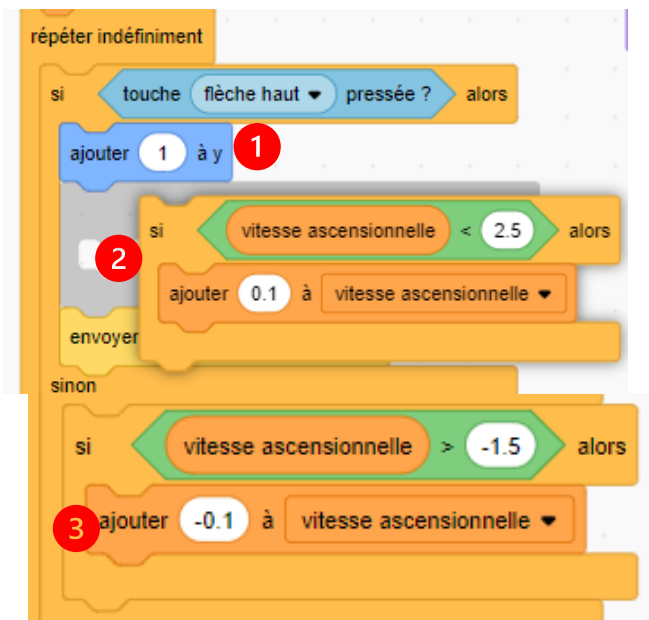 répéter indéfiniment
si touche flèche haut pressée ? alors
ajouter 1 à y 1
si vitesse ascensionnelle < 2.5 alors
2
ajouter 0.1 à vitesse ascensionnelle
envoyer
sinon
si vitesse ascensionnelle > -1.5 alors
3 ajouter -0.1 à vitesse ascensionnelle